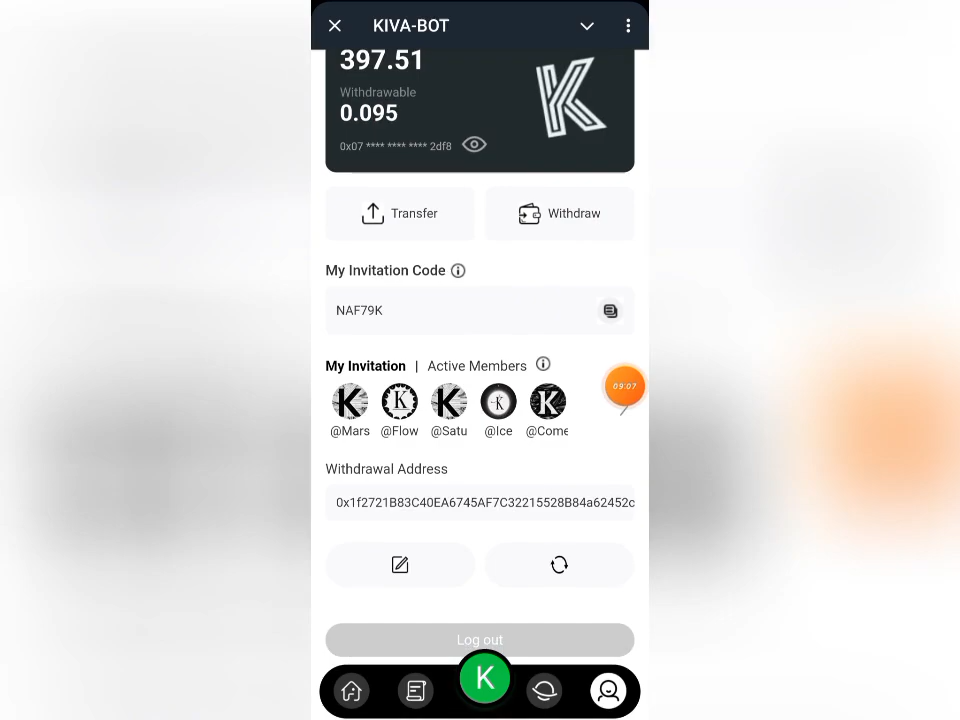 KIVA-BOT
397.51
Withdrawable
0.095
0x07 **** **** **** 2df8
K
Transfer
Withdraw
My Invitation Code
NAF79K
My Invitation | Active Members
09:07
K K K K K
@Mars @Flow @Satu @Ice @Come
Withdrawal Address
0x1f2721B83C40EA6745AF7C32215528B84a62452c
Log out
K